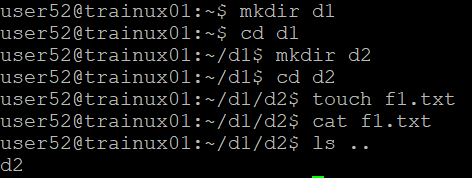 user52@trainux01:~$ mkdir d1
user52@trainux01:~$ cd d1
user52@trainux01:~/d1$ mkdir d2
user52@trainux01:~/d1$ cd d2
user52@trainux01:~/d1/d2$ touch f1.txt
user52@trainux01:~/d1/d2$ cat f1.txt
user52@trainux01:~/d1/d2$ ls ..
d2